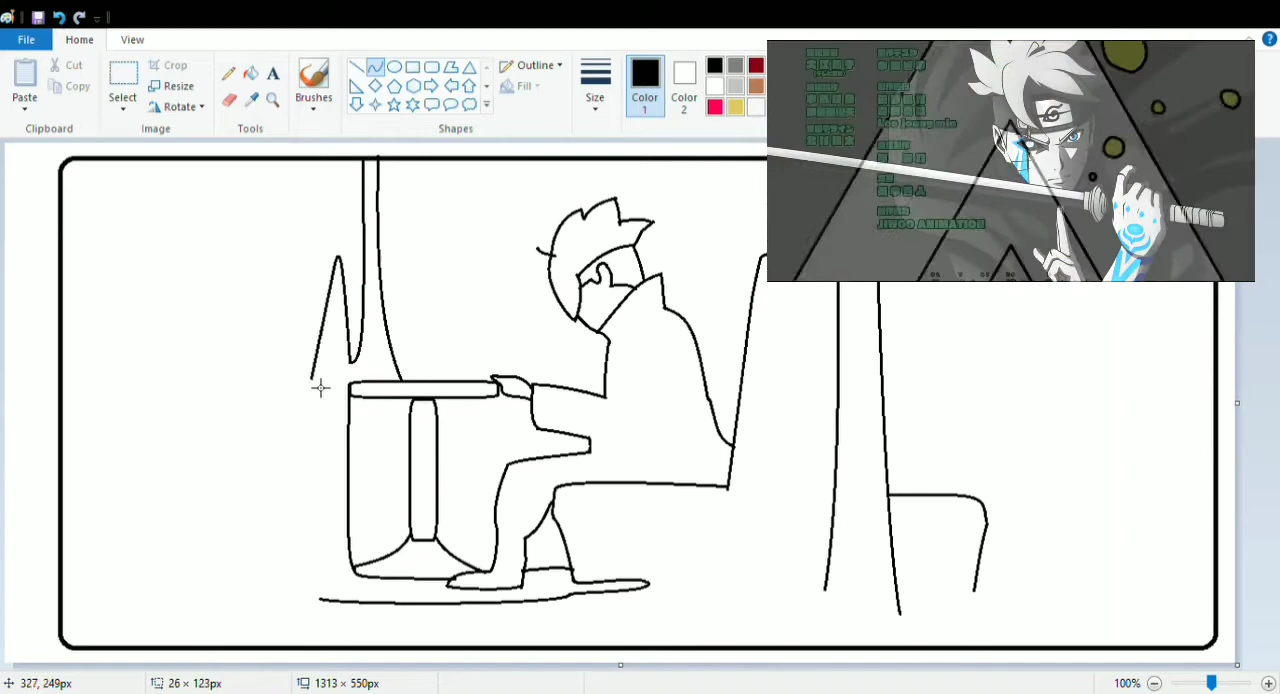 File Home View
Cut
Copy
Paste
Clipboard
Select
Crop
Resize
Rotate
Image
A
Tools
Brushes
Outline
Fill
Shapes
Size
Color
1
Color
2
JIWOO ANIMATION
327, 249px
26 × 123px
1313 × 550px
100%